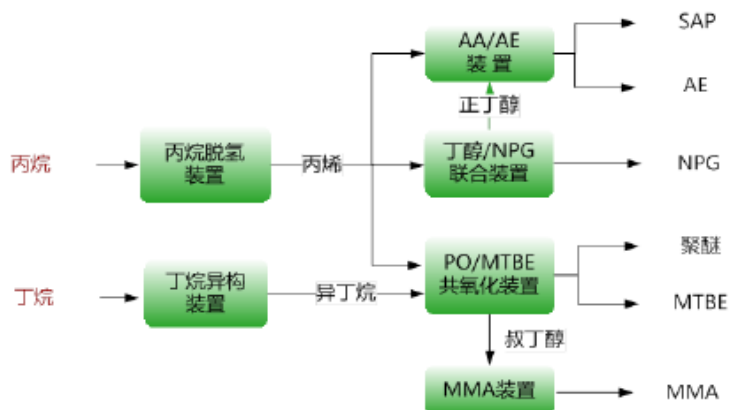 AA/AE
装 置
SAP
AE
正丁醇
丙烷
丙烷脱氢
装置
丙烯
丁醇/NPG
联合装置
NPG
丁烷
丁烷异构
装置
异丁烷
PO/MTBE
共氧化装置
聚醚
MTBE
叔丁醇
MMA装置
MMA